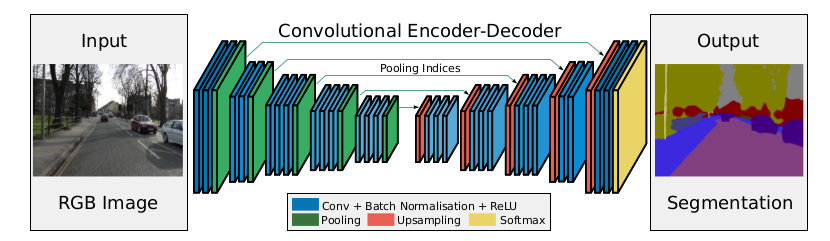 Convolutional Encoder-Decoder
Input
Output
Pooling Indices
RGB Image
Segmentation
Conv + Batch Normalisation + ReLU
Pooling
Upsampling
Softmax